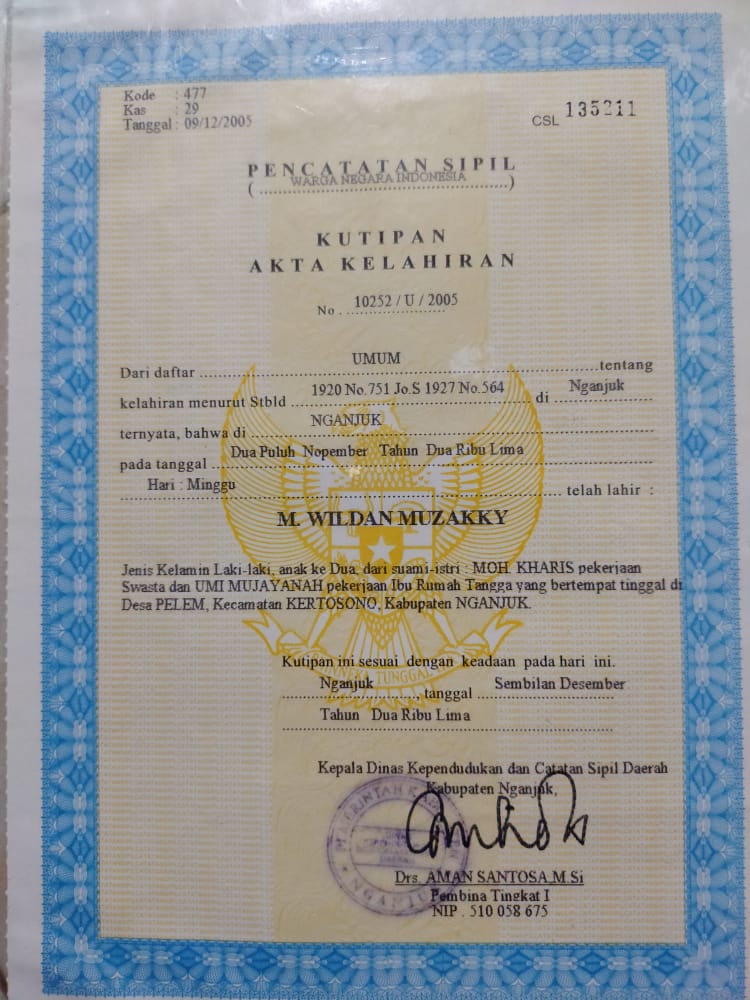 Kode : 477
Kas : 29
Tanggal : 09/12/2005
CSL 135211
PENCATATAN SIPIL
( WARGA NEGARA INDONESIA )
KUTIPAN
AKTA KELAHIRAN
No . 10252 / U / 2005
Dari daftar UMUM tentang
kelahiran menurut Stbld 1920 No.751 Jo.S 1927 No.564 di Nganjuk
ternyata, bahwa di NGANJUK
pada tanggal Dua Puluh Nopember Tahun Dua Ribu Lima
Hari : Minggu telah lahir :
M. WILDAN MUZAKKY
Jenis Kelamin Laki-laki, anak ke Dua, dari suami-istri : MOH. KHARIS pekerjaan
Swasta dan UMI MUJAYANAH pekerjaan Ibu Rumah Tangga yang bertempat tinggal di
Desa PELEM, Kecamatan KERTOSONO, Kabupaten NGANJUK.
Kutipan ini sesuai dengan keadaan pada hari ini.
Nganjuk, tanggal Sembilan Desember
Tahun Dua Ribu Lima
Kepala Dinas Kependudukan dan Catatan Sipil Daerah
Kabupaten Nganjuk,
Drs. AMAN SANTOSA,M.Si
Pembina Tingkat I
NIP . 510 058 675